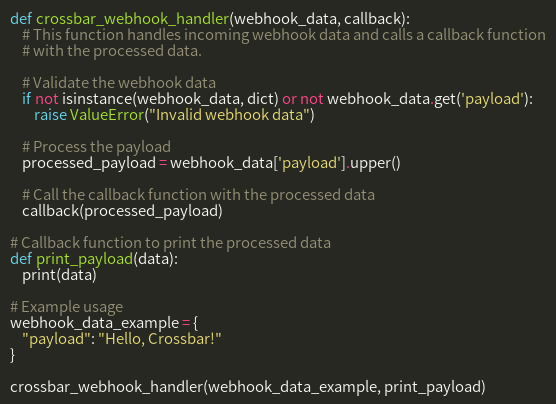 def crossbar_webhook_handler(webhook_data, callback):
    # This function handles incoming webhook data and calls a callback function
    # with the processed data.

    # Validate the webhook data
    if not isinstance(webhook_data, dict) or not webhook_data.get('payload'):
        raise ValueError("Invalid webhook data")

    # Process the payload
    processed_payload = webhook_data['payload'].upper()

    # Call the callback function with the processed data
    callback(processed_payload)

# Callback function to print the processed data
def print_payload(data):
    print(data)

# Example usage
webhook_data_example = {
    "payload": "Hello, Crossbar!"
}

crossbar_webhook_handler(webhook_data_example, print_payload)